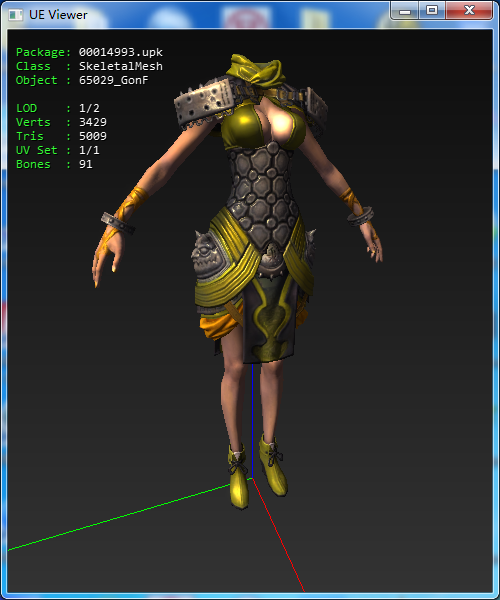 UE Viewer
Package: 00014993.upk
Class : SkeletalMesh
Object : 65029_GonF
LOD : 1/2
Verts : 3429
Tris : 5009
UV Set : 1/1
Bones : 91